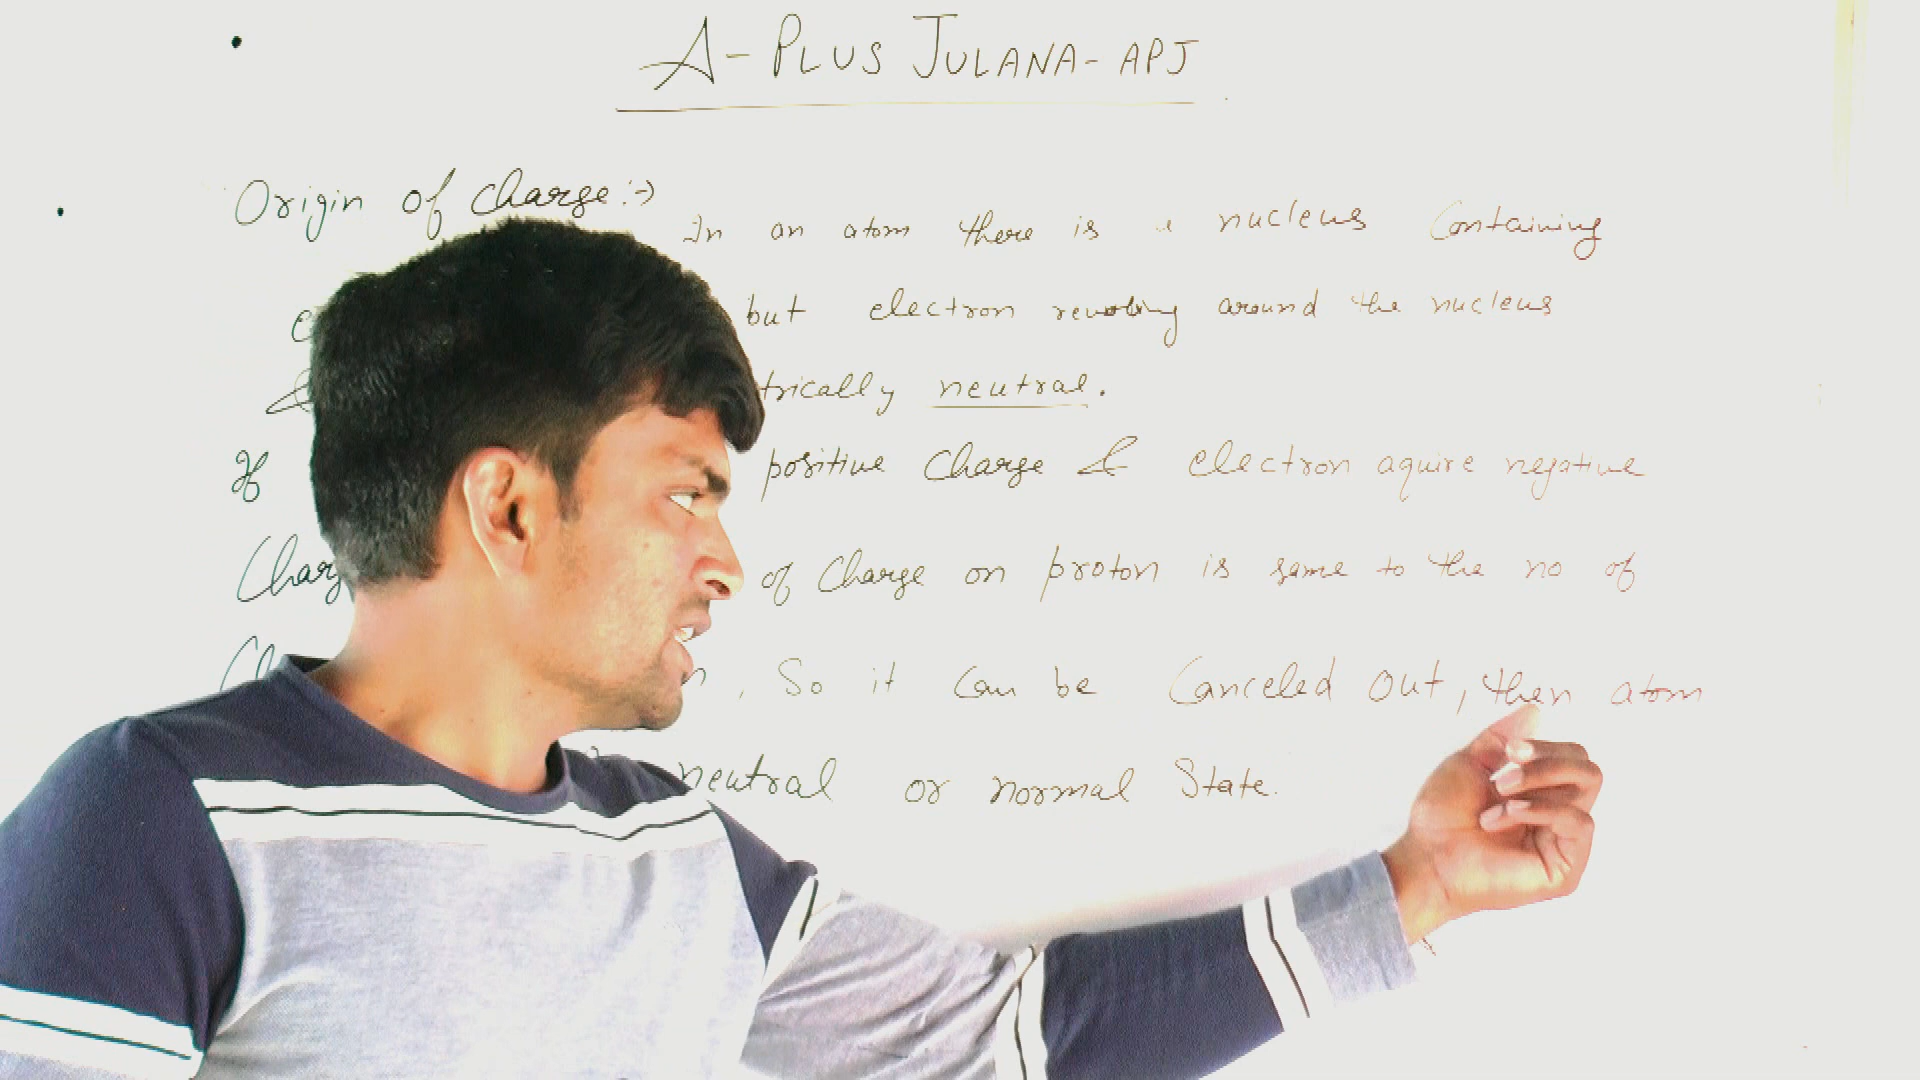 A-PLUS JULANA-APJ
Origin of charge:→
In an atom there is a nucleus Containing
but electron revolving around the nucleus
& trically neutral.
If positive Charge & electron aquire negative
Charg of Charge on proton is same to the no of
, So it can be Canceled out, then atom
neutral or normal State.